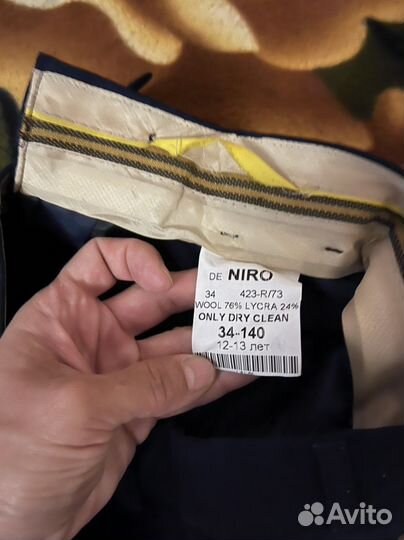 DE NIRO
34 423-R/73
WOOL 76% LYCRA 24%
ONLY DRY CLEAN
34-140
12-13 лет
Avito